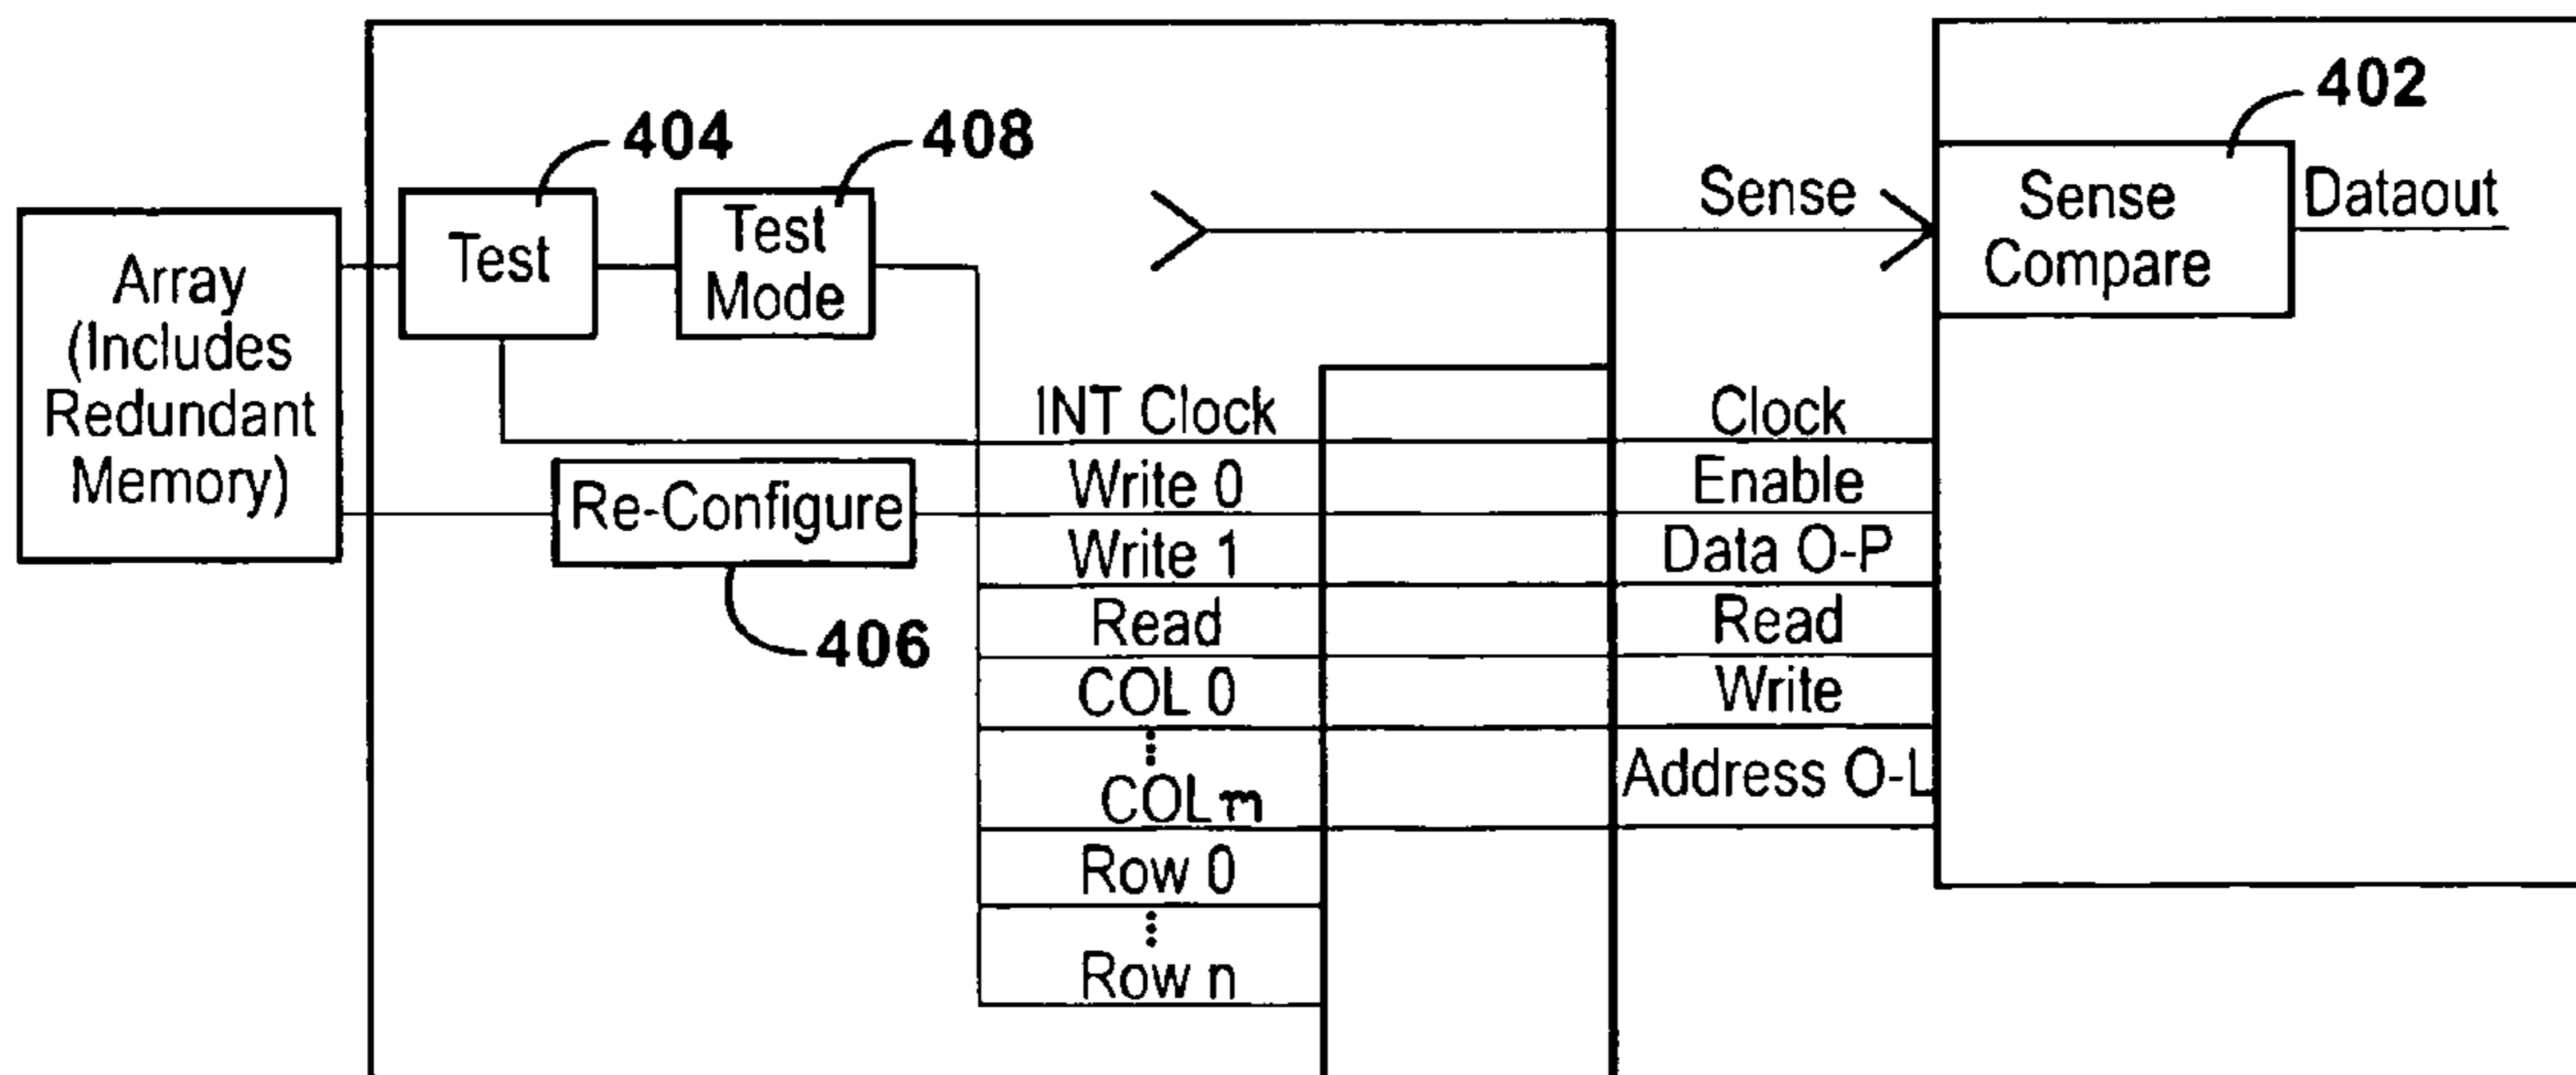 402
404
408
Sense
Sense
Compare
Dataout
Test
Test
Mode
Array
(Includes
Redundant
Memory)
INT Clock
Clock
Write 0
Enable
Re-Configure
Write 1
Data O-P
406
Read
Read
COL 0
Write
COL m
Address O-L
Row 0
Row n